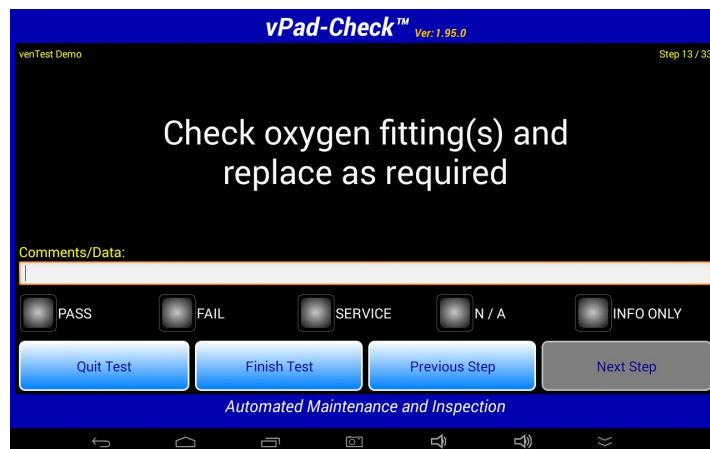 vPad-Check™ Ver: 1.95.0
venTest Demo
Step 13 / 33
Check oxygen fitting(s) and
replace as required
Comments/Data:
PASS
FAIL
SERVICE
N / A
INFO ONLY
Quit Test
Finish Test
Previous Step
Next Step
Automated Maintenance and Inspection